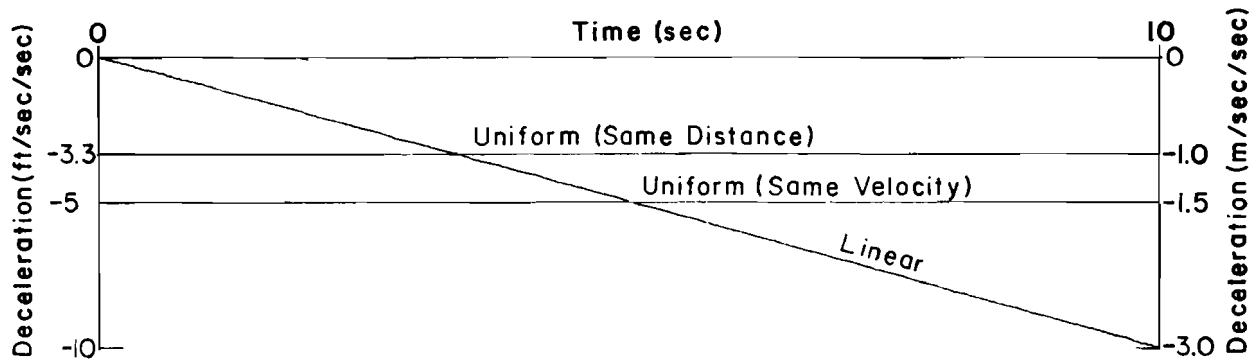 0 Time (sec) 10
Deceleration (ft/sec/sec)
0
-3.3
-5
-10
Uniform (Same Distance)
Uniform (Same Velocity)
Linear
0
-1.0
-1.5
-3.0
Deceleration (m/sec/sec)